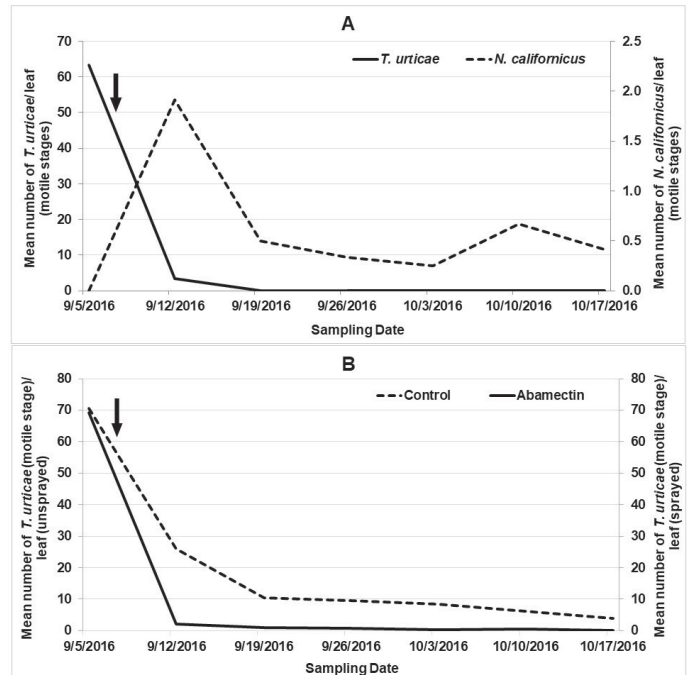 A
Mean number of T. urticae/ leaf
(motile stages)
70
60
50
40
30
20
10
0
T. urticae
N. californicus
2.5
2.0
1.5
1.0
0.5
0.0
Mean number of N. californicus/ leaf
(motile stages)
9/5/2016 9/12/2016 9/19/2016 9/26/2016 10/3/2016 10/10/2016 10/17/2016
Sampling Date
B
Mean number of T. urticae (motile stage)/
leaf (unsprayed)
80
70
60
50
40
30
20
10
0
Control
Abamectin
80
70
60
50
40
30
20
10
0
Mean number of T. urticae (motile stage)/
leaf (sprayed)
9/5/2016 9/12/2016 9/19/2016 9/26/2016 10/3/2016 10/10/2016 10/17/2016
Sampling Date